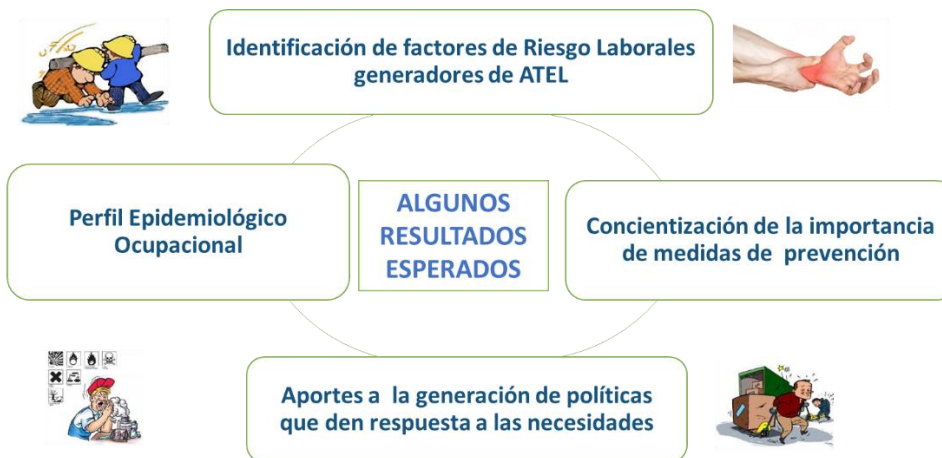 Identificación de factores de Riesgo Laborales
generadores de ATEL
Perfil Epidemiológico
Ocupacional
ALGUNOS
RESULTADOS
ESPERADOS
Concientización de la importancia
de medidas de  prevención
Aportes a  la generación de políticas
que den respuesta a las necesidades